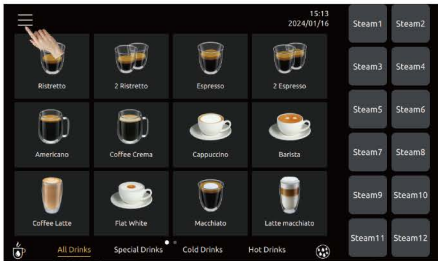 15:13
2024/01/16
Ristretto
2 Ristretto
Espresso
2 Espresso
Americano
Coffee Crema
Cappuccino
Barista
Coffee Latte
Flat White
Macchiato
Latte macchiato
All Drinks
Special Drinks
Cold Drinks
Hot Drinks
Steam1
Steam2
Steam3
Steam4
Steam5
Steam6
Steam7
Steam8
Steam9
Steam10
Steam11
Steam12